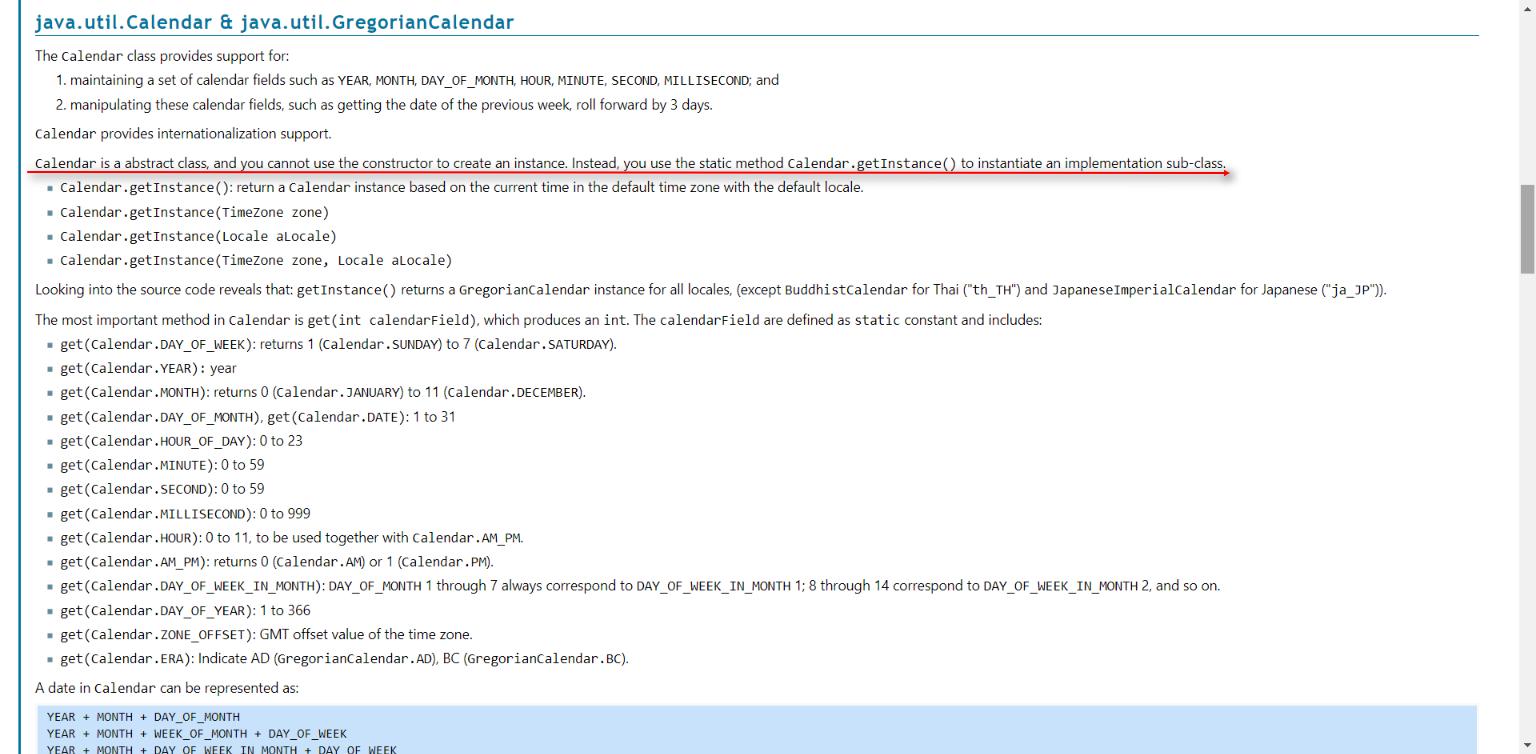 java.util.Calendar & java.util.GregorianCalendar
The Calendar class provides support for:
1. maintaining a set of calendar fields such as YEAR, MONTH, DAY_OF_MONTH, HOUR, MINUTE, SECOND, MILLISECOND; and
2. manipulating these calendar fields, such as getting the date of the previous week, roll forward by 3 days.
Calendar provides internationalization support.
Calendar is a abstract class, and you cannot use the constructor to create an instance. Instead, you use the static method Calendar.getInstance() to instantiate an implementation sub-class.
▪ Calendar.getInstance(): return a Calendar instance based on the current time in the default time zone with the default locale.
▪ Calendar.getInstance(TimeZone zone)
▪ Calendar.getInstance(Locale aLocale)
▪ Calendar.getInstance(TimeZone zone, Locale aLocale)
Looking into the source code reveals that: getInstance() returns a GregorianCalendar instance for all locales, (except BuddhistCalendar for Thai ("th_TH") and JapaneseImperialCalendar for Japanese ("ja_JP")).
The most important method in Calendar is get(int calendarField), which produces an int. The calendarField are defined as static constant and includes:
▪ get(Calendar.DAY_OF_WEEK): returns 1 (Calendar.SUNDAY) to 7 (Calendar.SATURDAY).
▪ get(Calendar.YEAR): year
▪ get(Calendar.MONTH): returns 0 (Calendar.JANUARY) to 11 (Calendar.DECEMBER).
▪ get(Calendar.DAY_OF_MONTH), get(Calendar.DATE): 1 to 31
▪ get(Calendar.HOUR_OF_DAY): 0 to 23
▪ get(Calendar.MINUTE): 0 to 59
▪ get(Calendar.SECOND): 0 to 59
▪ get(Calendar.MILLISECOND): 0 to 999
▪ get(Calendar.HOUR): 0 to 11, to be used together with Calendar.AM_PM.
▪ get(Calendar.AM_PM): returns 0 (Calendar.AM) or 1 (Calendar.PM).
▪ get(Calendar.DAY_OF_WEEK_IN_MONTH): DAY_OF_MONTH 1 through 7 always correspond to DAY_OF_WEEK_IN_MONTH 1; 8 through 14 correspond to DAY_OF_WEEK_IN_MONTH 2, and so on.
▪ get(Calendar.DAY_OF_YEAR): 1 to 366
▪ get(Calendar.ZONE_OFFSET): GMT offset value of the time zone.
▪ get(Calendar.ERA): Indicate AD (GregorianCalendar.AD), BC (GregorianCalendar.BC).
A date in Calendar can be represented as:
YEAR + MONTH + DAY_OF_MONTH
YEAR + MONTH + WEEK_OF_MONTH + DAY_OF_WEEK
YEAR + MONTH + DAY_OF_WEEK_IN_MONTH + DAY_OF_WEEK